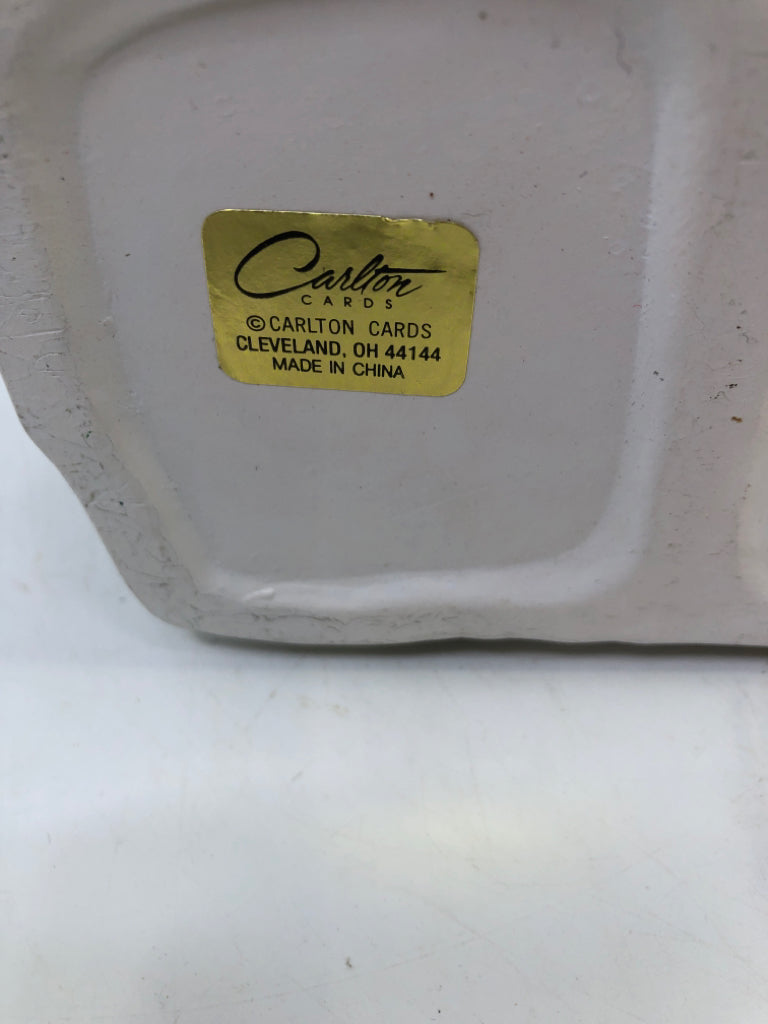 Carlton
CARDS
©CARLTON CARDS
CLEVELAND, OH 44144
MADE IN CHINA